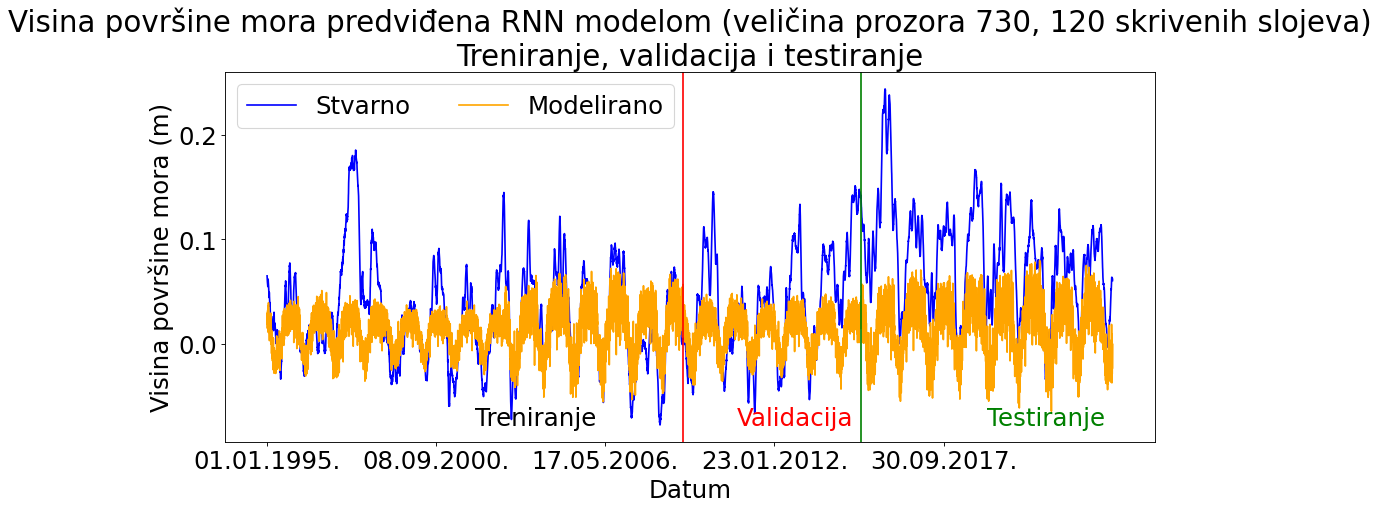 Visina površine mora predviđena RNN modelom (veličina prozora 730, 120 skrivenih slojeva)
Treniranje, validacija i testiranje
Stvarno
Modelirano
Visina površine mora (m)
0.2
0.1
0.0
Treniranje
Validacija
Testiranje
01.01.1995.
08.09.2000.
17.05.2006.
23.01.2012.
30.09.2017.
Datum